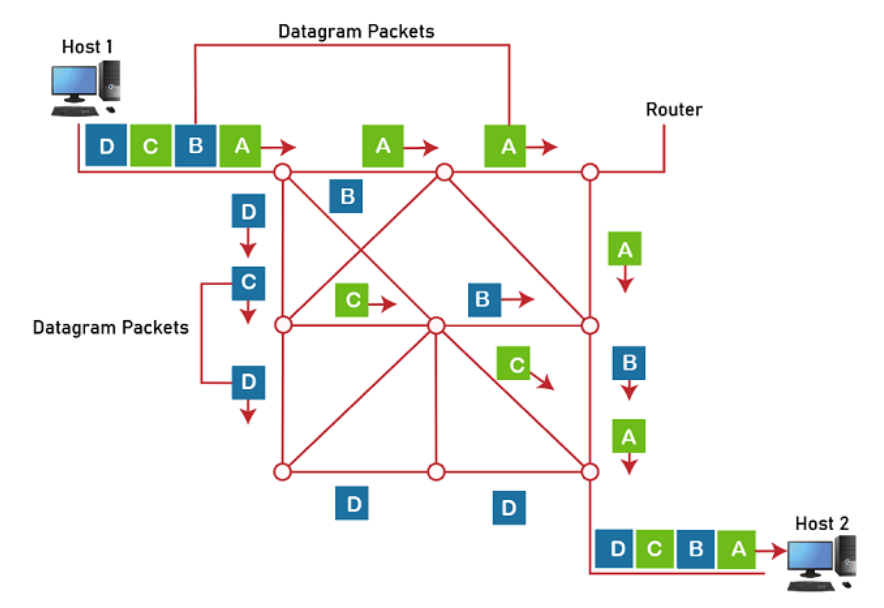 Datagram Packets
Host 1
Router
D C B A
A
A
B
D
A
C
C
B
Datagram Packets
B
C
D
A
D
D
Host 2
D C B A